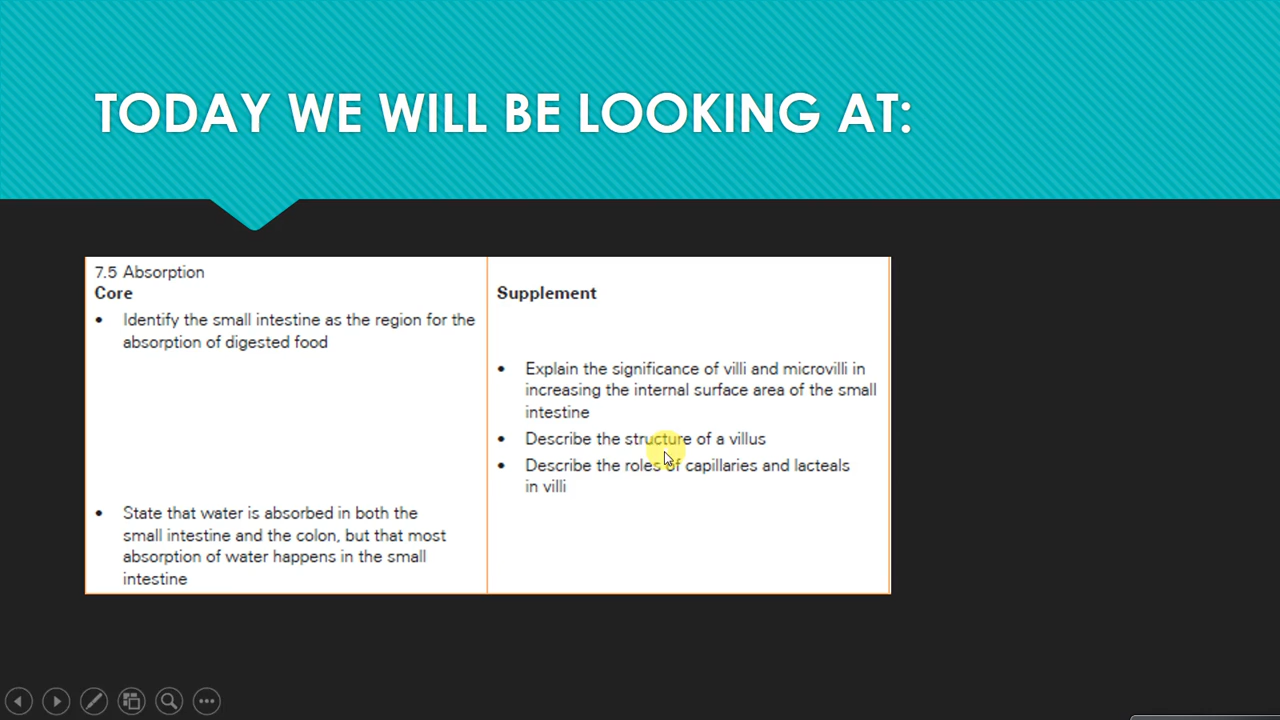 TODAY WE WILL BE LOOKING AT:
7.5 Absorption
Core
• Identify the small intestine as the region for the
absorption of digested food
• State that water is absorbed in both the
small intestine and the colon, but that most
absorption of water happens in the small
intestine
Supplement
• Explain the significance of villi and microvilli in
increasing the internal surface area of the small
intestine
• Describe the structure of a villus
• Describe the roles of capillaries and lacteals
in villi